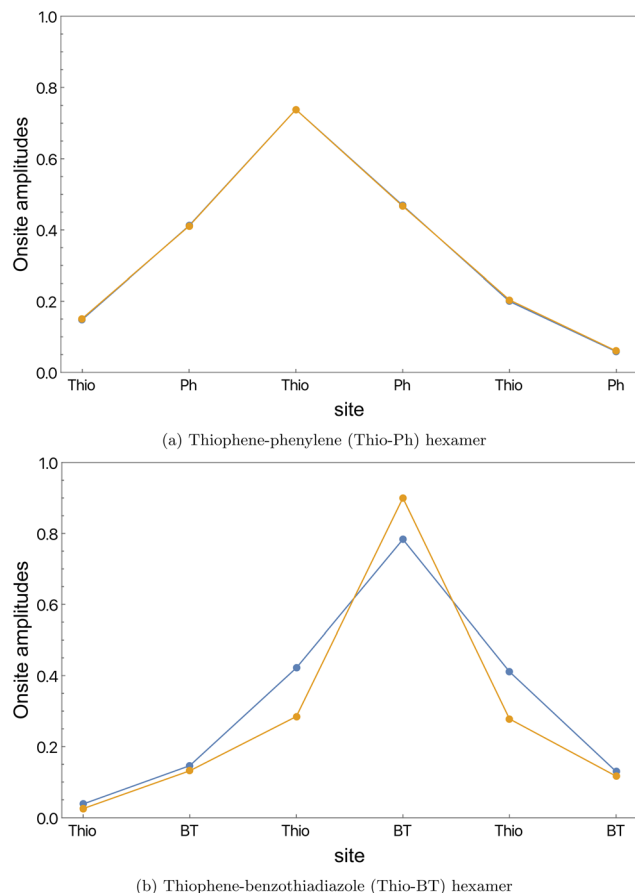 1.0
0.8
0.6
0.4
0.2
0.0
Onsite amplitudes
Thio Ph Thio Ph Thio Ph
site
(a) Thiophene-phenylene (Thio-Ph) hexamer
1.0
0.8
0.6
0.4
0.2
0.0
Onsite amplitudes
Thio BT Thio BT Thio BT
site
(b) Thiophene-benzothiadiazole (Thio-BT) hexamer